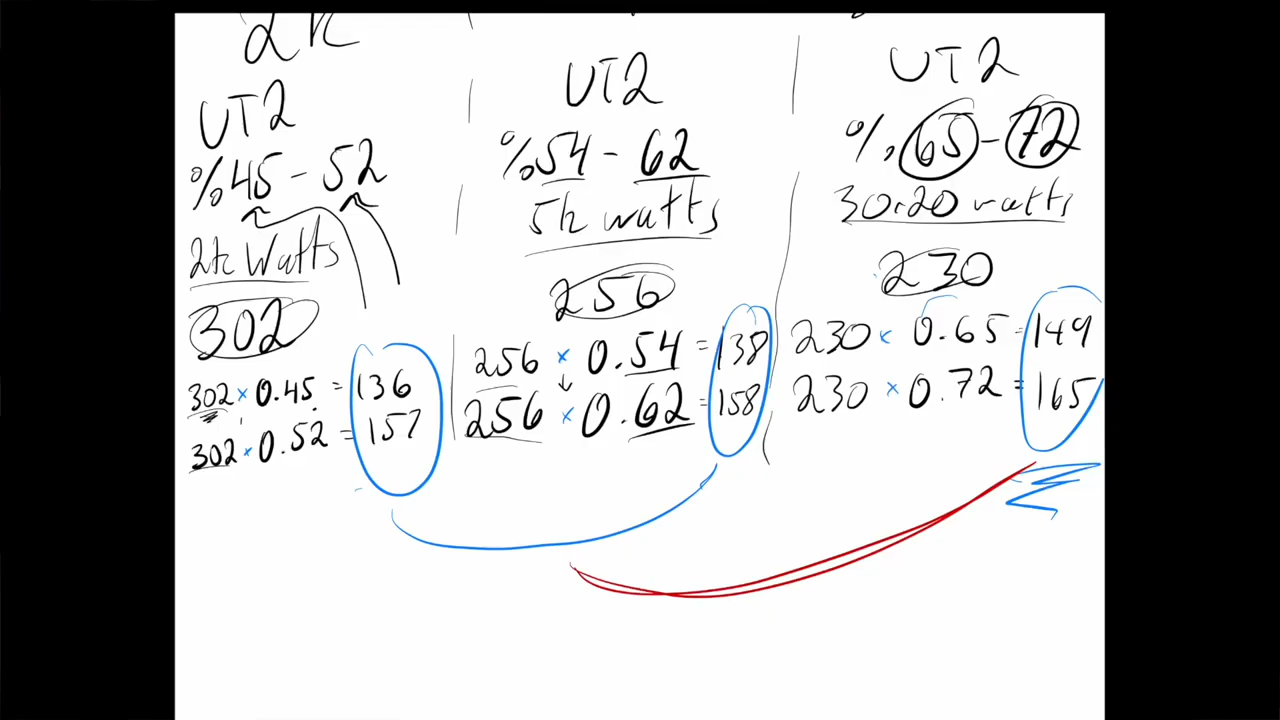 2k
UT2
%45 - 52
2k Watts
302
302 × 0.45 = 136
302 × 0.52 = 157
UT2
%54 - 62
5k watts
256
256 × 0.54 = 138
256 × 0.62 = 158
UT2
%65 - 72
30r20 watts
230
230 × 0.65 = 149
230 × 0.72 = 165